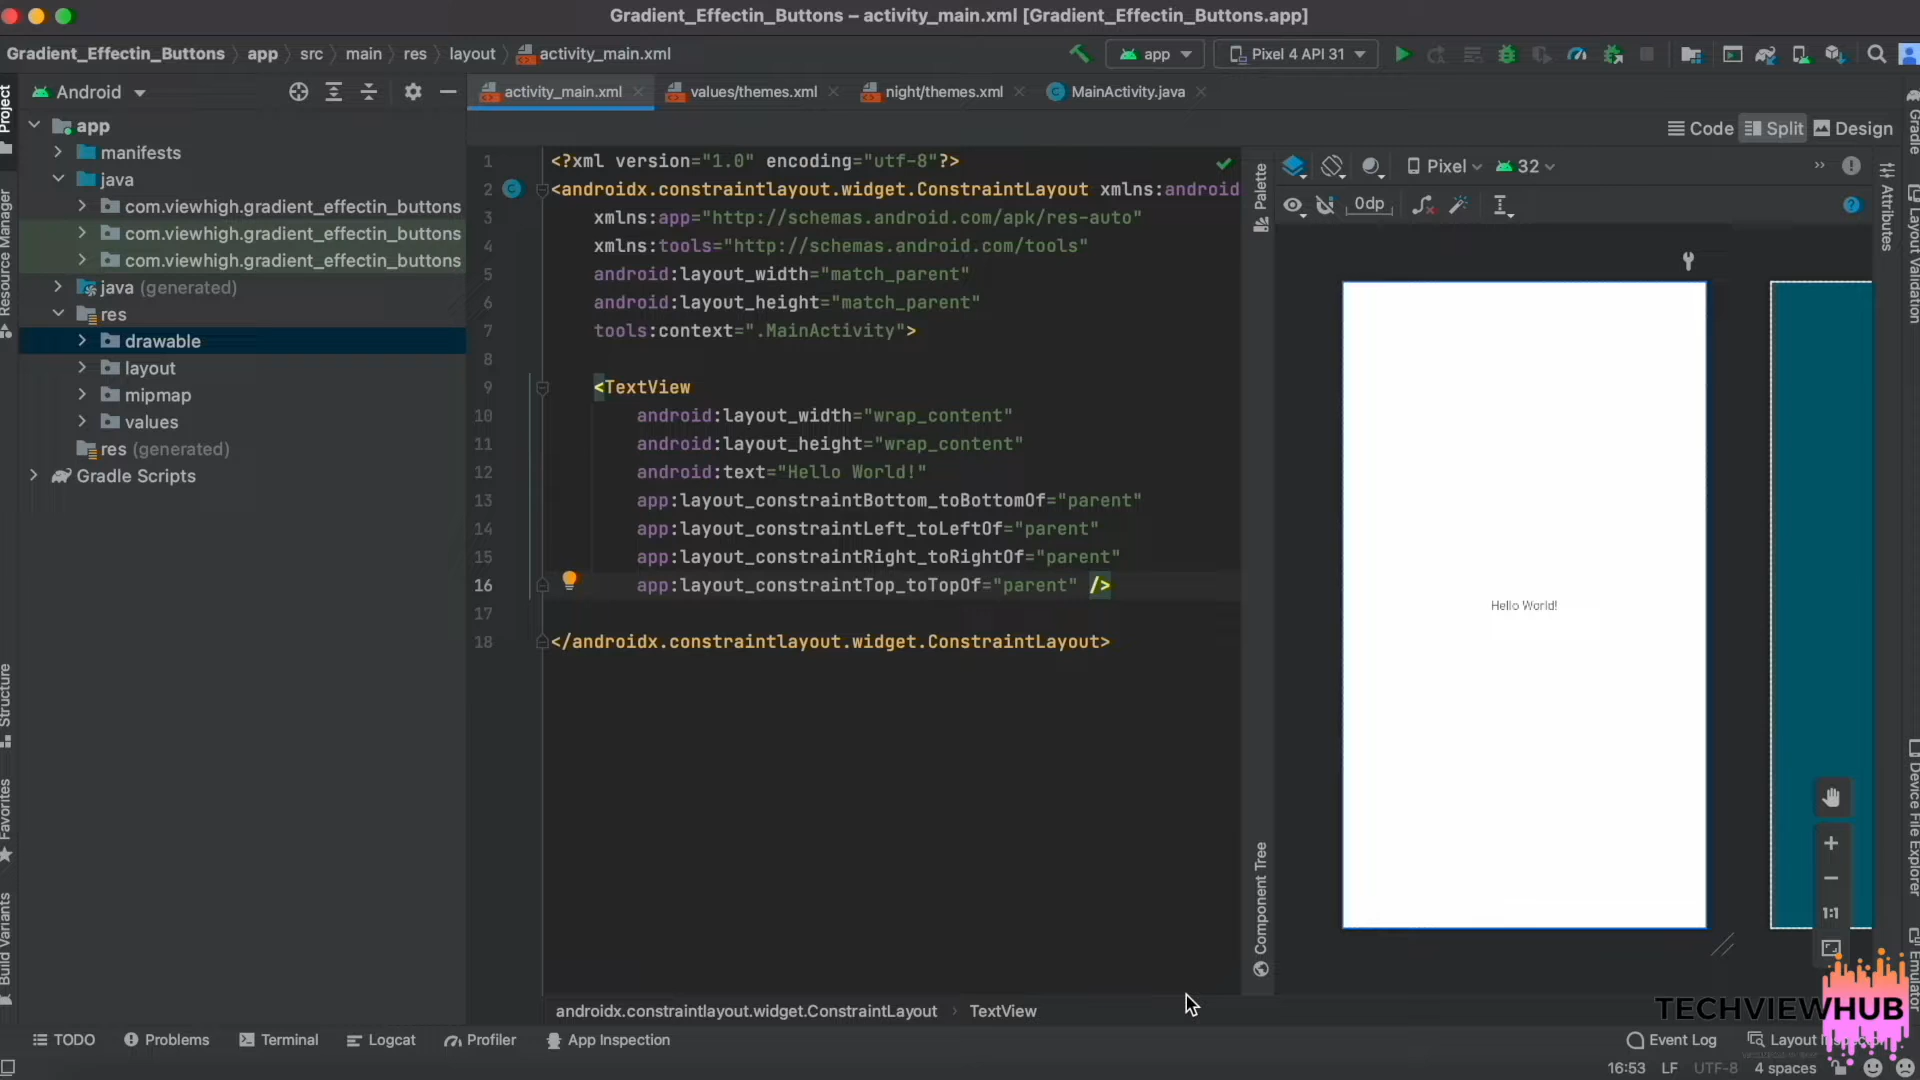 Gradient_Effectin_Buttons – activity_main.xml [Gradient_Effectin_Buttons.app]
Gradient_Effectin_Buttons app src main res layout activity_main.xml
app Pixel 4 API 31
Project
Resource Manager
Structure
Favorites
Build Variants
Android
app
manifests
java
com.viewhigh.gradient_effectin_buttons
com.viewhigh.gradient_effectin_buttons
com.viewhigh.gradient_effectin_buttons
java (generated)
res
drawable
layout
mipmap
values
res (generated)
Gradle Scripts
activity_main.xml values/themes.xml night/themes.xml MainActivity.java
Code Split Design
1 <?xml version="1.0" encoding="utf-8"?>
2 <androidx.constraintlayout.widget.ConstraintLayout xmlns:android
3 xmlns:app="http://schemas.android.com/apk/res-auto"
4 xmlns:tools="http://schemas.android.com/tools"
5 android:layout_width="match_parent"
6 android:layout_height="match_parent"
7 tools:context=".MainActivity">
8
9 <TextView
10 android:layout_width="wrap_content"
11 android:layout_height="wrap_content"
12 android:text="Hello World!"
13 app:layout_constraintBottom_toBottomOf="parent"
14 app:layout_constraintLeft_toLeftOf="parent"
15 app:layout_constraintRight_toRightOf="parent"
16 app:layout_constraintTop_toTopOf="parent" />
17
18 </androidx.constraintlayout.widget.ConstraintLayout>
Palette
Component Tree
Pixel 32
0dp
Hello World!
1:1
Attributes
Gradle
Layout Validation
Device File Explorer
Emulator
androidx.constraintlayout.widget.ConstraintLayout TextView
TECHVIEWHUB
TODO Problems Terminal Logcat Profiler App Inspection Event Log Layout
16:53 LF UTF-8 4 spaces